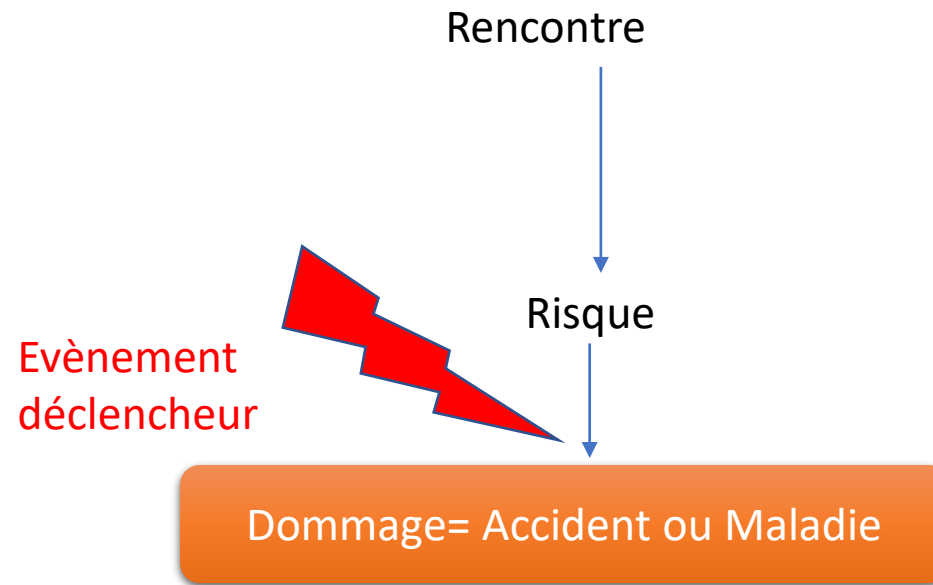 Rencontre
Risque
Evènement
déclencheur
Dommage= Accident ou Maladie